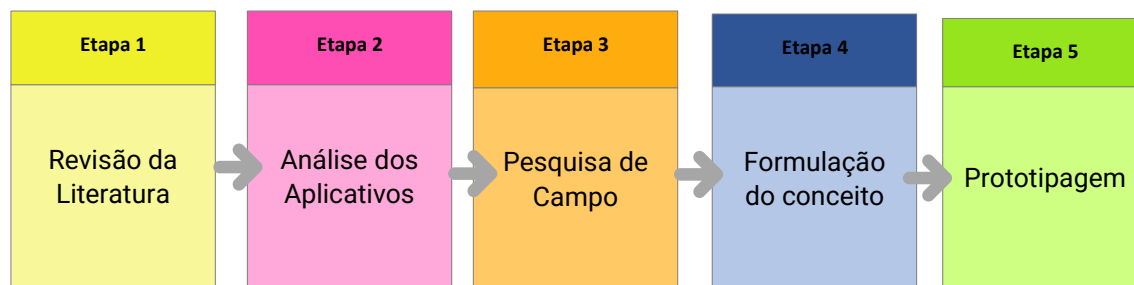 Etapa 1
Revisão da
Literatura
Etapa 2
Análise dos
Aplicativos
Etapa 3
Pesquisa de
Campo
Etapa 4
Formulação
do conceito
Etapa 5
Prototipagem